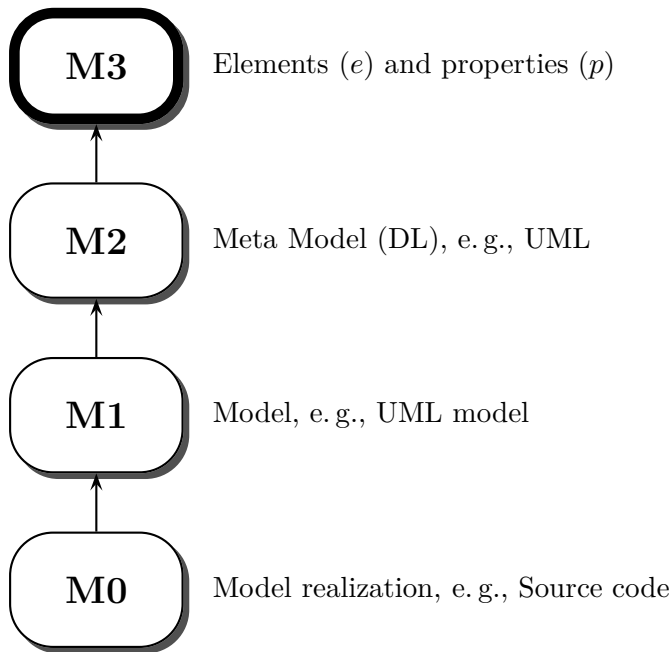 M3 Elements (e) and properties (p)
M2 Meta Model (DL), e. g., UML
M1 Model, e. g., UML model
M0 Model realization, e. g., Source code